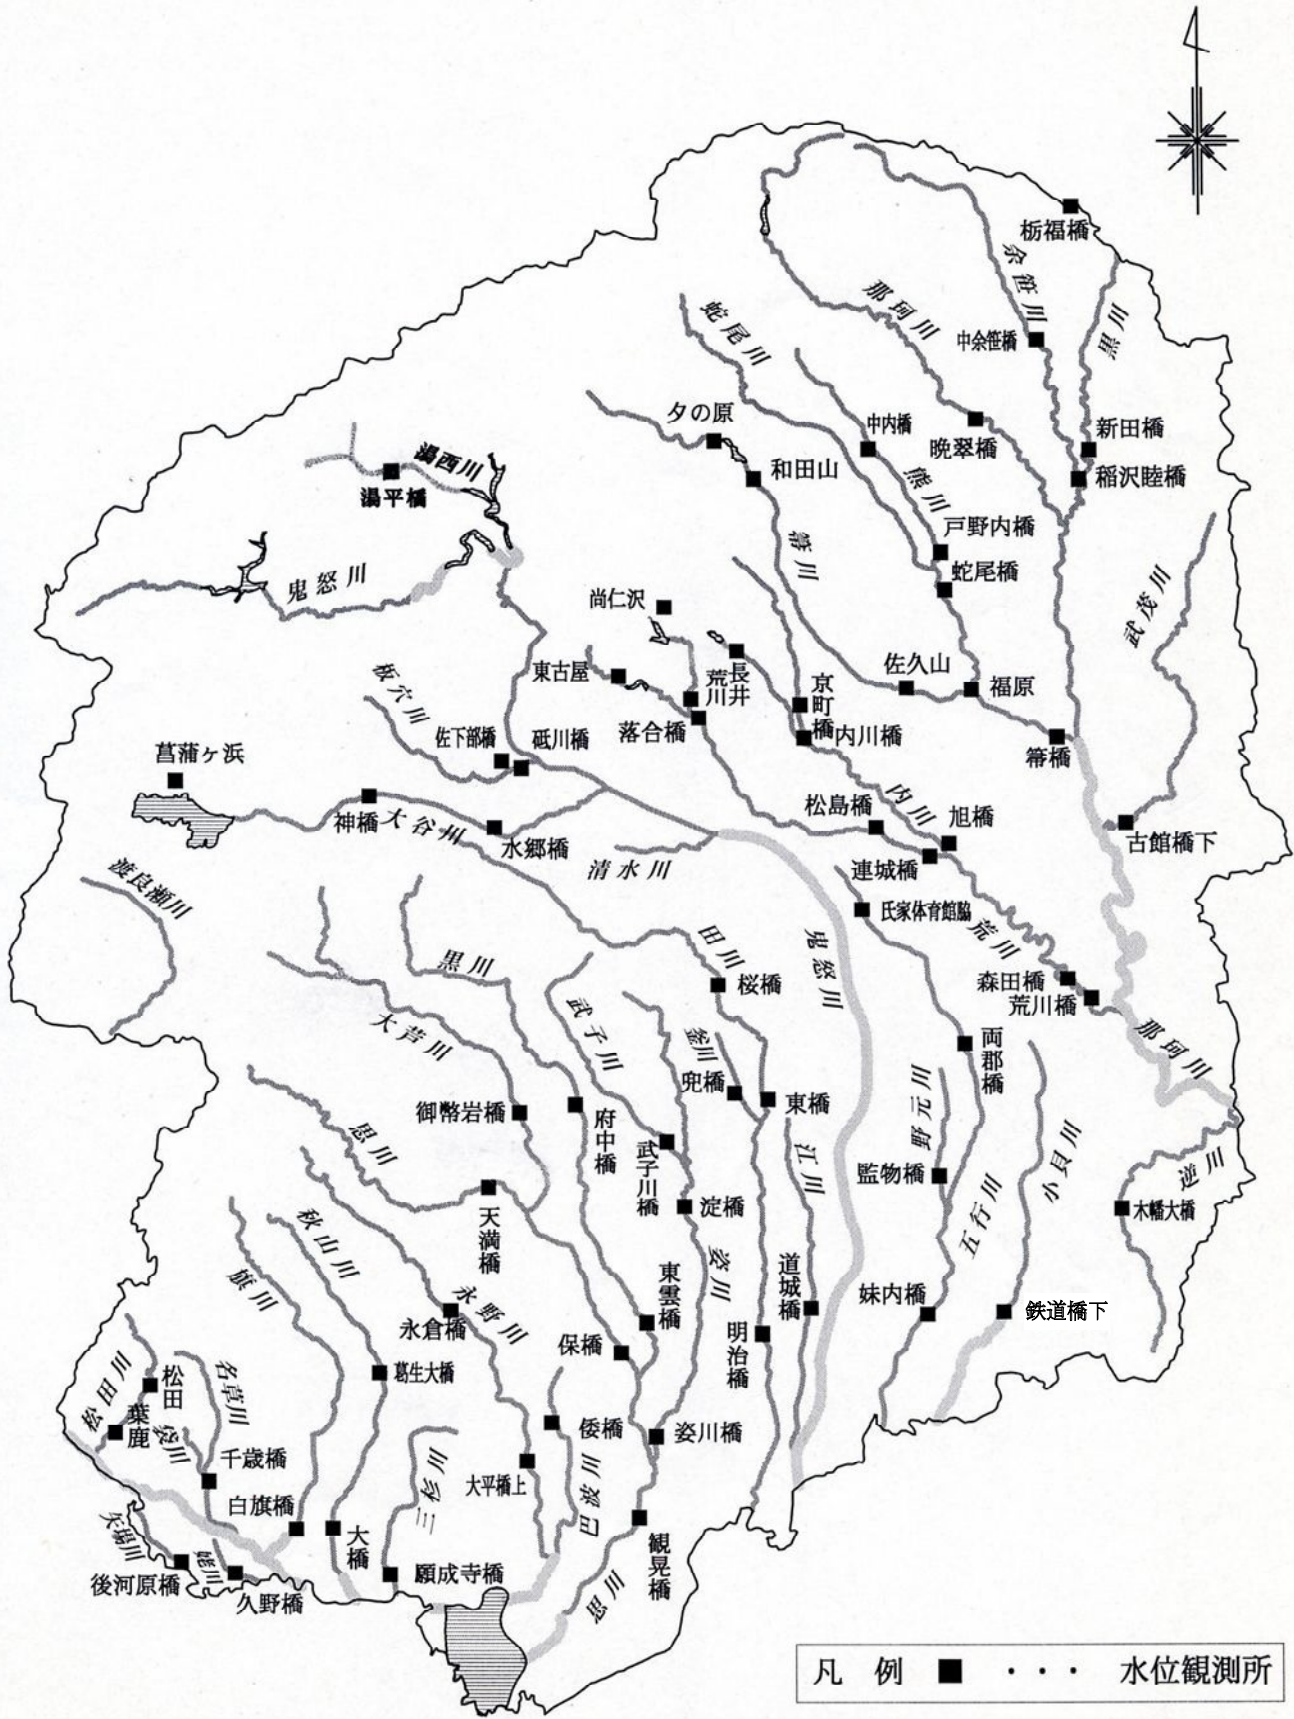 栃福橋
余笹川
那珂川
黒川
中余笹橋
蛇尾川
夕の原
中内橋
晩翠橋
新田橋
稲沢睦橋
和田山
熊川
湯西川
湯平橋
戸野内橋
蛇尾橋
箒川
鬼怒川
尚仁沢
武茂川
東古屋
荒川
長井
佐久山
福原
板穴川
京町橋
落合橋
内川橋
箒橋
佐下部橋
砥川橋
菖蒲ヶ浜
神橋
大谷川
水郷橋
松島橋
内川
旭橋
古館橋下
清水川
連城橋
渡良瀬川
氏家体育館脇
荒川
田川
鬼怒川
黒川
桜橋
森田橋
荒川橋
武子川
大芦川
釜川
両郡橋
那珂川
兜橋
東橋
野元川
御幣岩橋
府中橋
思川
武子川橋
江川
小貝川
逆川
監物橋
天満橋
淀橋
木幡大橋
秋山川
五行川
旗川
姿川
道城橋
永野川
東雲橋
妹内橋
鉄道橋下
永倉橋
保橋
明治橋
松田川
松田
名草川
葛生大橋
葉鹿
袋川
倭橋
姿川橋
千歳橋
三杉川
大平橋上
巴波川
白旗橋
矢場川
大橋
観晃橋
姥川
後河原橋
久野橋
願成寺橋
思川
凡 例 ■ ・・・ 水位観測所